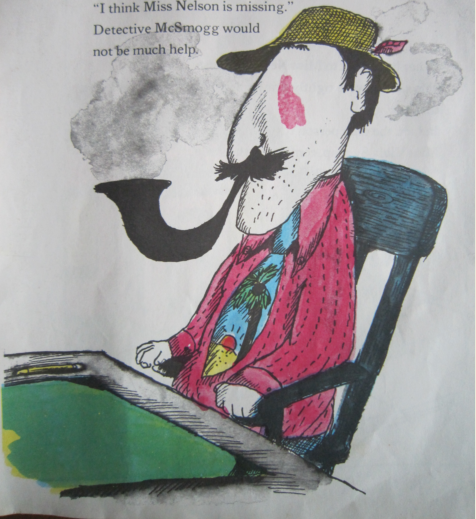 “I think Miss Nelson is missing.”
Detective McSmogg would
not be much help.